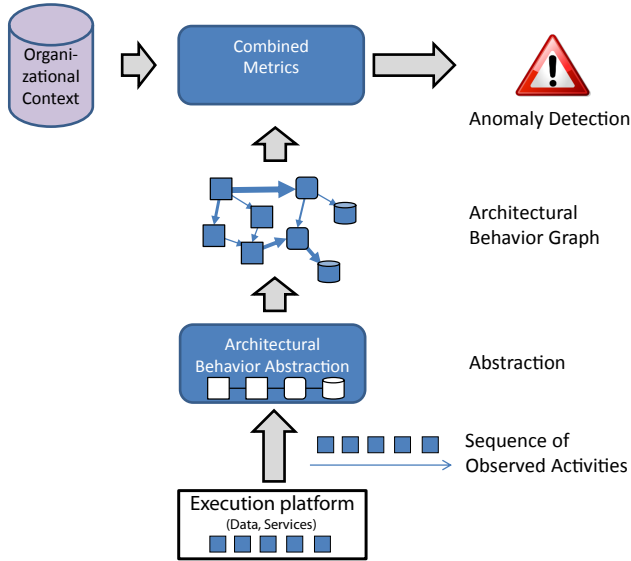 Organi-
zational
Context
Combined
Metrics
Anomaly Detection
Architectural
Behavior Graph
Architectural
Behavior Abstraction
Abstraction
Sequence of
Observed Activities
Execution platform
(Data, Services)